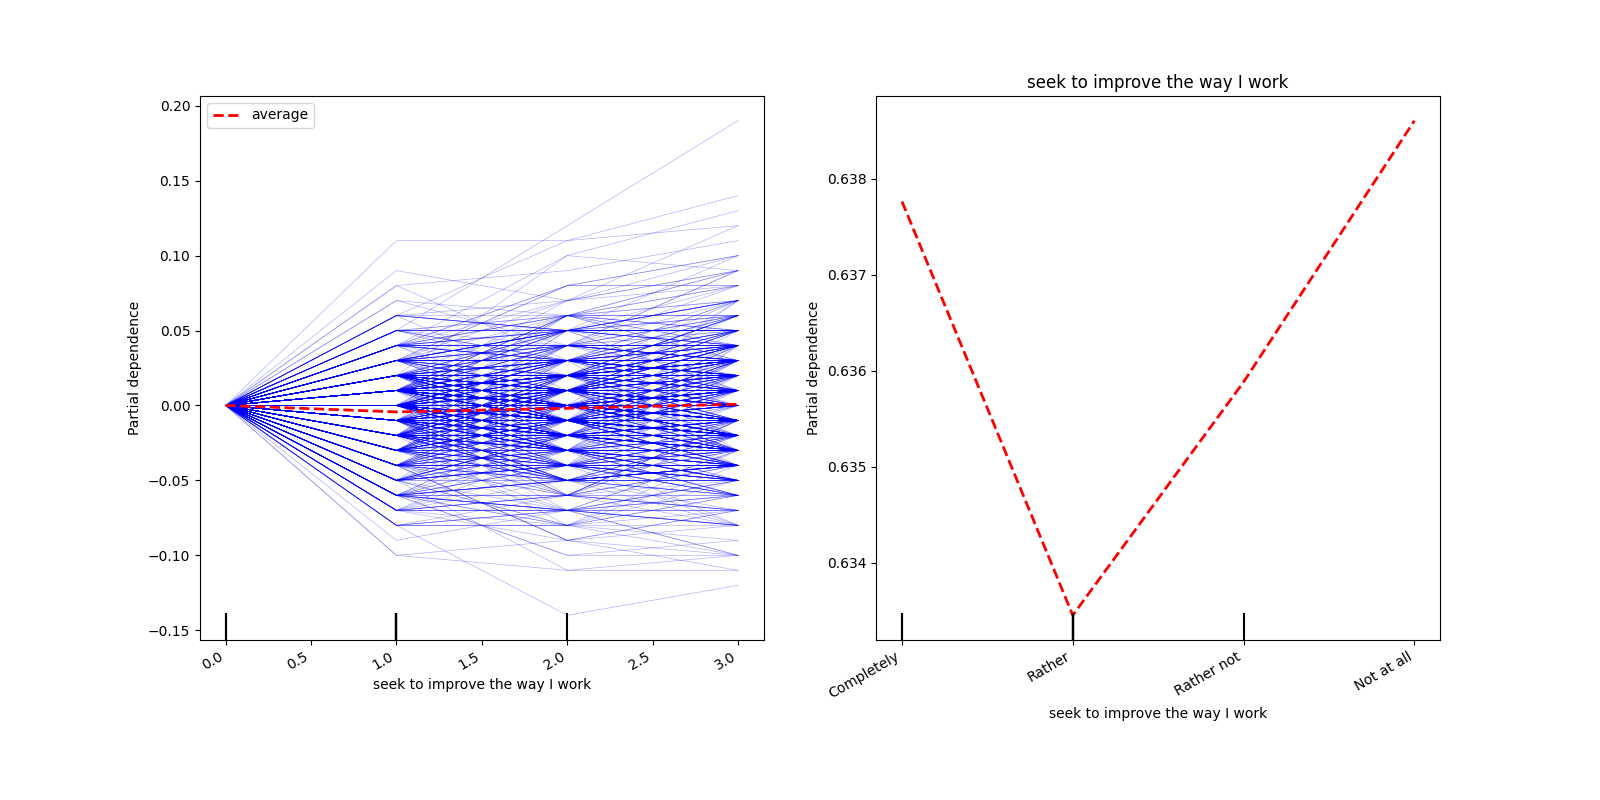 average
Partial dependence
0.20
0.15
0.10
0.05
0.00
−0.05
−0.10
−0.15
0.0
0.5
1.0
1.5
2.0
2.5
3.0
seek to improve the way I work
seek to improve the way I work
Partial dependence
0.638
0.637
0.636
0.635
0.634
Completely
Rather
Rather not
Not at all
seek to improve the way I work